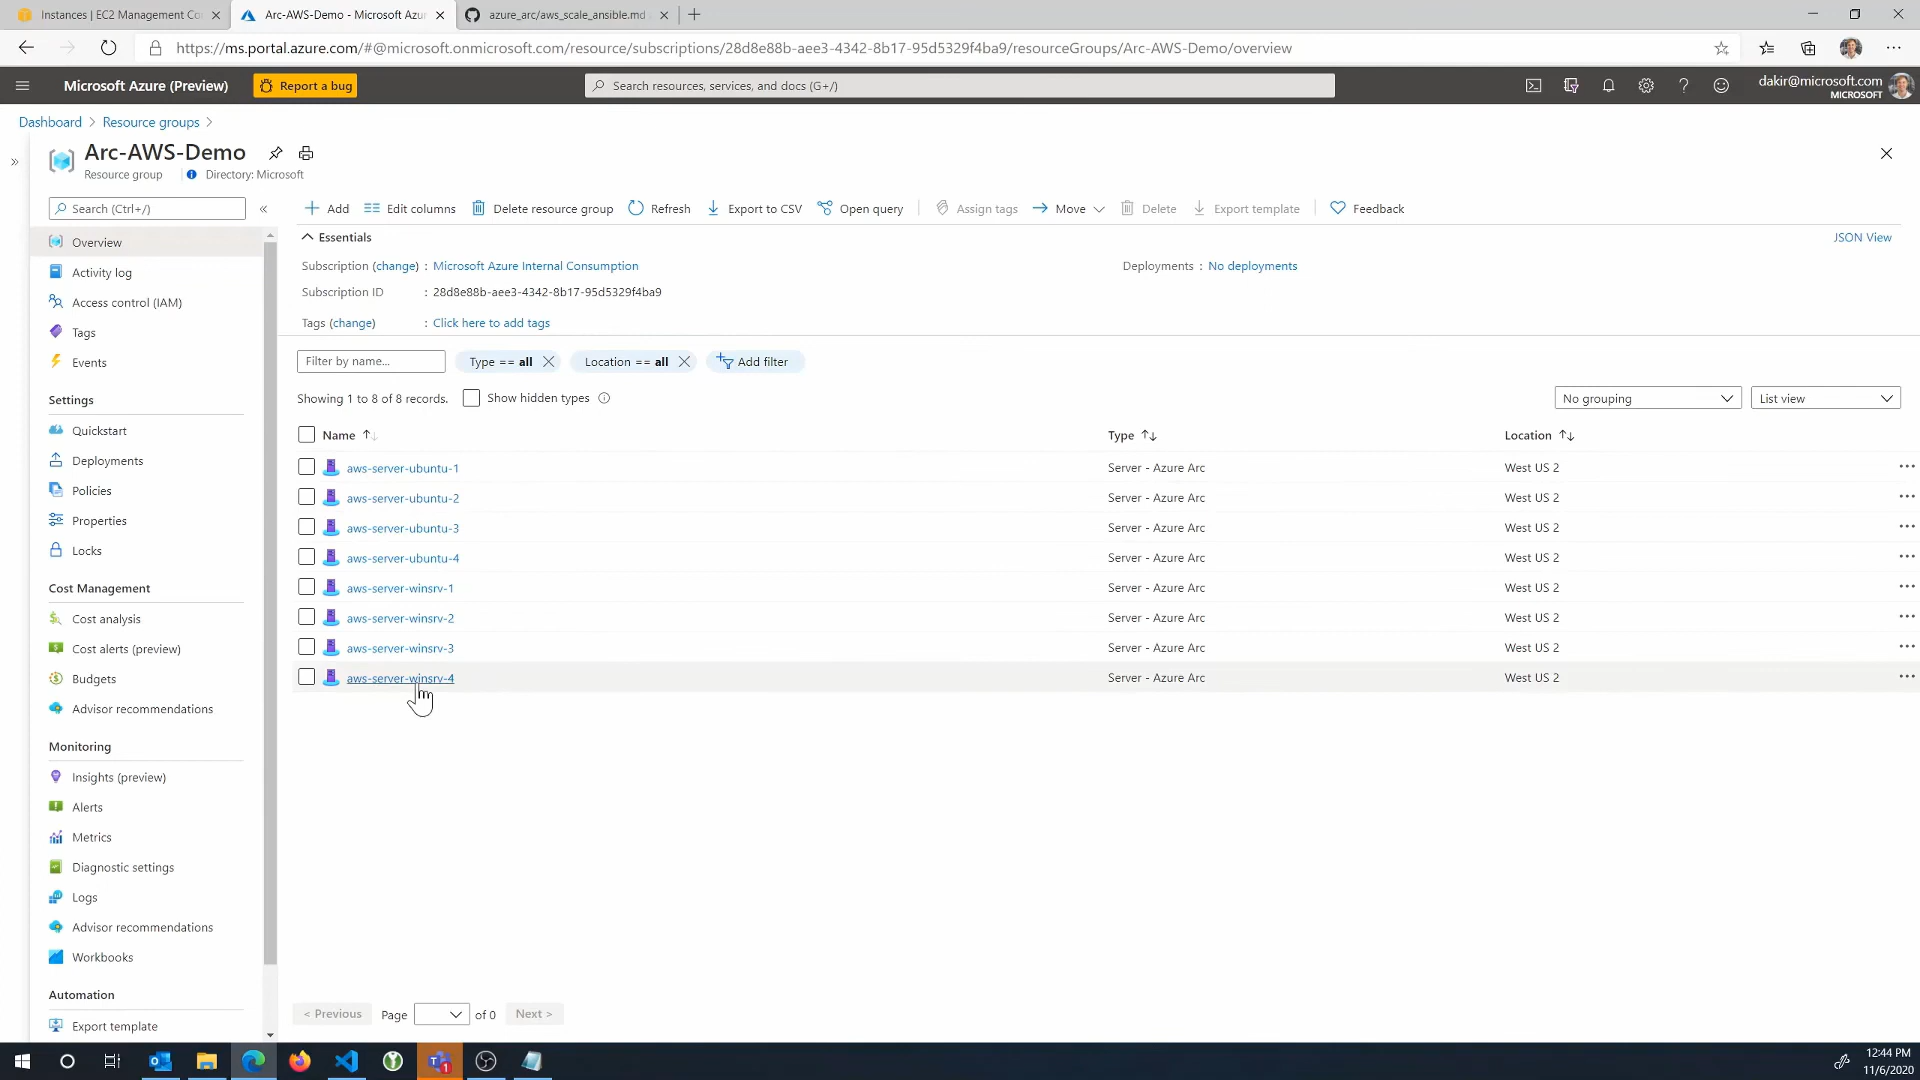 Instances | EC2 Management Co
Arc-AWS-Demo - Microsoft Azur
azure_arc/aws_scale_ansible.md
https://ms.portal.azure.com/#@microsoft.onmicrosoft.com/resource/subscriptions/28d8e88b-aee3-4342-8b17-95d5329f4ba9/resourceGroups/Arc-AWS-Demo/overview
Microsoft Azure (Preview)
Report a bug
Search resources, services, and docs (G+/)
dakir@microsoft.com
MICROSOFT
Dashboard > Resource groups >
Arc-AWS-Demo
Resource group
Directory: Microsoft
Search (Ctrl+/)
Add
Edit columns
Delete resource group
Refresh
Export to CSV
Open query
Assign tags
Move
Delete
Export template
Feedback
Overview
Activity log
Access control (IAM)
Tags
Events
Settings
Quickstart
Deployments
Policies
Properties
Locks
Cost Management
Cost analysis
Cost alerts (preview)
Budgets
Advisor recommendations
Monitoring
Insights (preview)
Alerts
Metrics
Diagnostic settings
Logs
Advisor recommendations
Workbooks
Automation
Export template
Essentials
JSON View
Subscription (change) : Microsoft Azure Internal Consumption
Deployments : No deployments
Subscription ID : 28d8e88b-aee3-4342-8b17-95d5329f4ba9
Tags (change) : Click here to add tags
Filter by name...
Type == all
Location == all
Add filter
Showing 1 to 8 of 8 records.
Show hidden types
No grouping
List view
Name Type Location
aws-server-ubuntu-1 Server - Azure Arc West US 2
aws-server-ubuntu-2 Server - Azure Arc West US 2
aws-server-ubuntu-3 Server - Azure Arc West US 2
aws-server-ubuntu-4 Server - Azure Arc West US 2
aws-server-winsrv-1 Server - Azure Arc West US 2
aws-server-winsrv-2 Server - Azure Arc West US 2
aws-server-winsrv-3 Server - Azure Arc West US 2
aws-server-winsrv-4 Server - Azure Arc West US 2
< Previous
Page
of 0
Next >
12:44 PM
11/6/2020